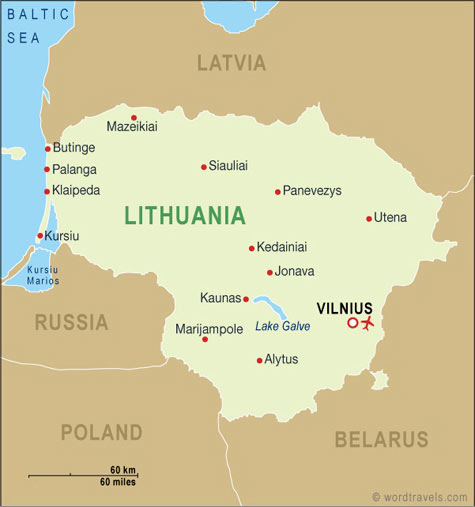 BALTIC
SEA
LATVIA
Mazeikiai
Butinge
Palanga
Siauliai
Klaipeda
Panevezys
LITHUANIA
Utena
Kursiu
Kedainiai
Kursiu
Marios
Jonava
Kaunas
VILNIUS
RUSSIA
Lake Galve
Marijampole
Alytus
POLAND
BELARUS
60 km
60 miles
© wordtravels.com